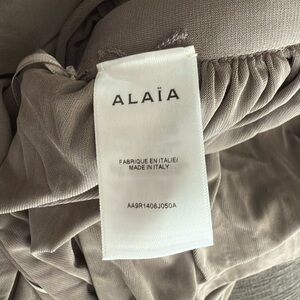 ALAÏA
FABRIQUE EN ITALIE/
MADE IN ITALY
AA9R1408J050A